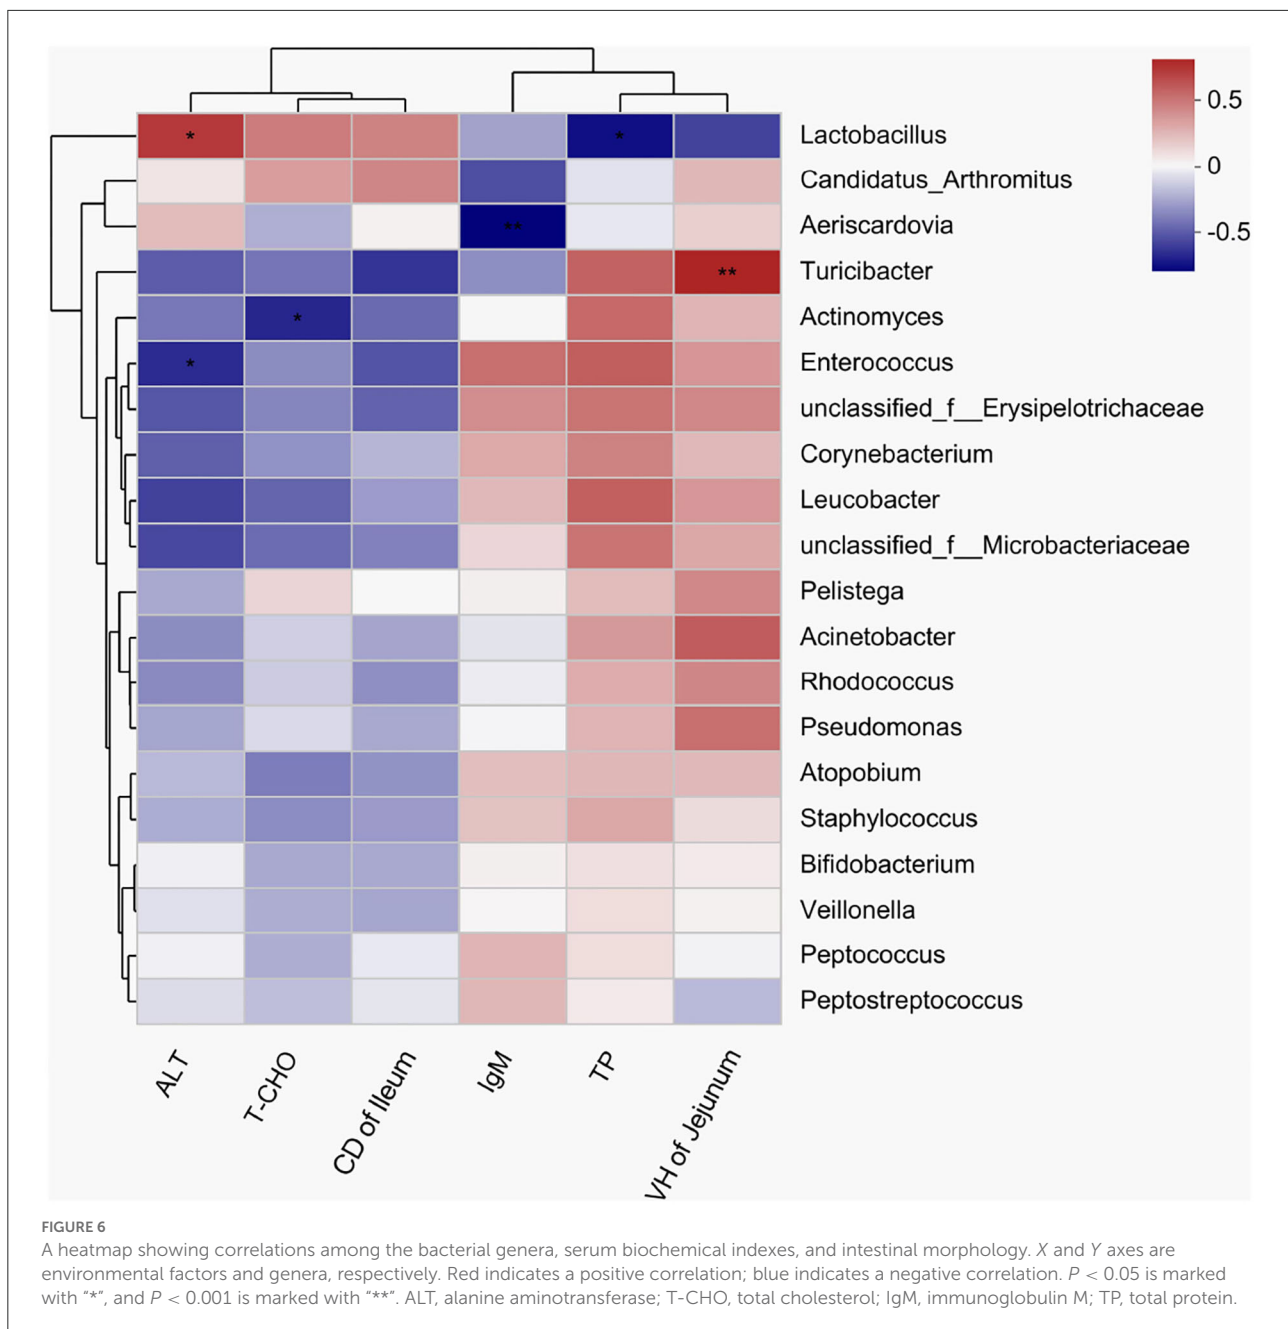 0.5
0
-0.5
* * Lactobacillus
Candidatus_Arthromitus
** Aeriscardovia
** Turicibacter
* Actinomyces
* Enterococcus
unclassified_f__Erysipelotrichaceae
Corynebacterium
Leucobacter
unclassified_f__Microbacteriaceae
Pelistega
Acinetobacter
Rhodococcus
Pseudomonas
Atopobium
Staphylococcus
Bifidobacterium
Veillonella
Peptococcus
Peptostreptococcus
ALT
T-CHO
CD of Ileum
IgM
TP
VH of Jejunum
FIGURE 6
A heatmap showing correlations among the bacterial genera, serum biochemical indexes, and intestinal morphology. X and Y axes are
environmental factors and genera, respectively. Red indicates a positive correlation; blue indicates a negative correlation. P < 0.05 is marked
with “*”, and P < 0.001 is marked with “**”. ALT, alanine aminotransferase; T-CHO, total cholesterol; IgM, immunoglobulin M; TP, total protein.